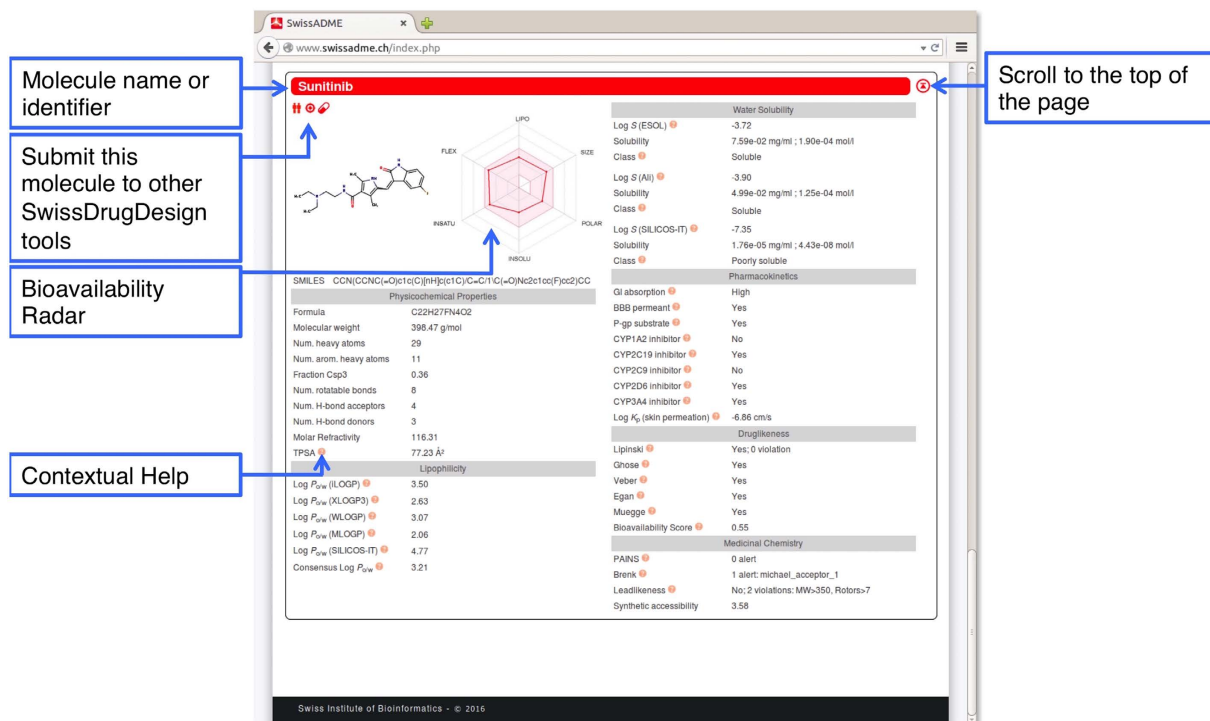 SwissADME
www.swissadme.ch/index.php
Molecule name or
identifier
Submit this
molecule to other
SwissDrugDesign
tools
Bioavailability
Radar
Contextual Help
Scroll to the top of
the page
Sunitinib
LIPO
SIZE
POLAR
INSOLU
INSATU
FLEX
SMILES CCN(CCNC(=O)c1c(C)[nH]c(c1C)/C=C/1\C(=O)Nc2c1cc(F)cc2)CC
Physicochemical Properties
Formula C22H27FN4O2
Molecular weight 398.47 g/mol
Num. heavy atoms 29
Num. arom. heavy atoms 11
Fraction Csp3 0.36
Num. rotatable bonds 8
Num. H-bond acceptors 4
Num. H-bond donors 3
Molar Refractivity 116.31
TPSA ? 77.23 Å²
Lipophilicity
Log Po/w (iLOGP) ? 3.50
Log Po/w (XLOGP3) ? 2.63
Log Po/w (WLOGP) ? 3.07
Log Po/w (MLOGP) ? 2.06
Log Po/w (SILICOS-IT) ? 4.77
Consensus Log Po/w ? 3.21
Water Solubility
Log S (ESOL) ? -3.72
Solubility 7.59e-02 mg/ml ; 1.90e-04 mol/l
Class ? Soluble
Log S (Ali) ? -3.90
Solubility 4.99e-02 mg/ml ; 1.25e-04 mol/l
Class ? Soluble
Log S (SILICOS-IT) ? -7.35
Solubility 1.76e-05 mg/ml ; 4.43e-08 mol/l
Class ? Poorly soluble
Pharmacokinetics
GI absorption ? High
BBB permeant ? Yes
P-gp substrate ? Yes
CYP1A2 inhibitor ? No
CYP2C19 inhibitor ? Yes
CYP2C9 inhibitor ? No
CYP2D6 inhibitor ? Yes
CYP3A4 inhibitor ? Yes
Log Kp (skin permeation) ? -6.86 cm/s
Druglikeness
Lipinski ? Yes; 0 violation
Ghose ? Yes
Veber ? Yes
Egan ? Yes
Muegge ? Yes
Bioavailability Score ? 0.55
Medicinal Chemistry
PAINS ? 0 alert
Brenk ? 1 alert: michael_acceptor_1
Leadlikeness ? No; 2 violations: MW>350, Rotors>7
Synthetic accessibility 3.58
Swiss Institute of Bioinformatics - © 2016